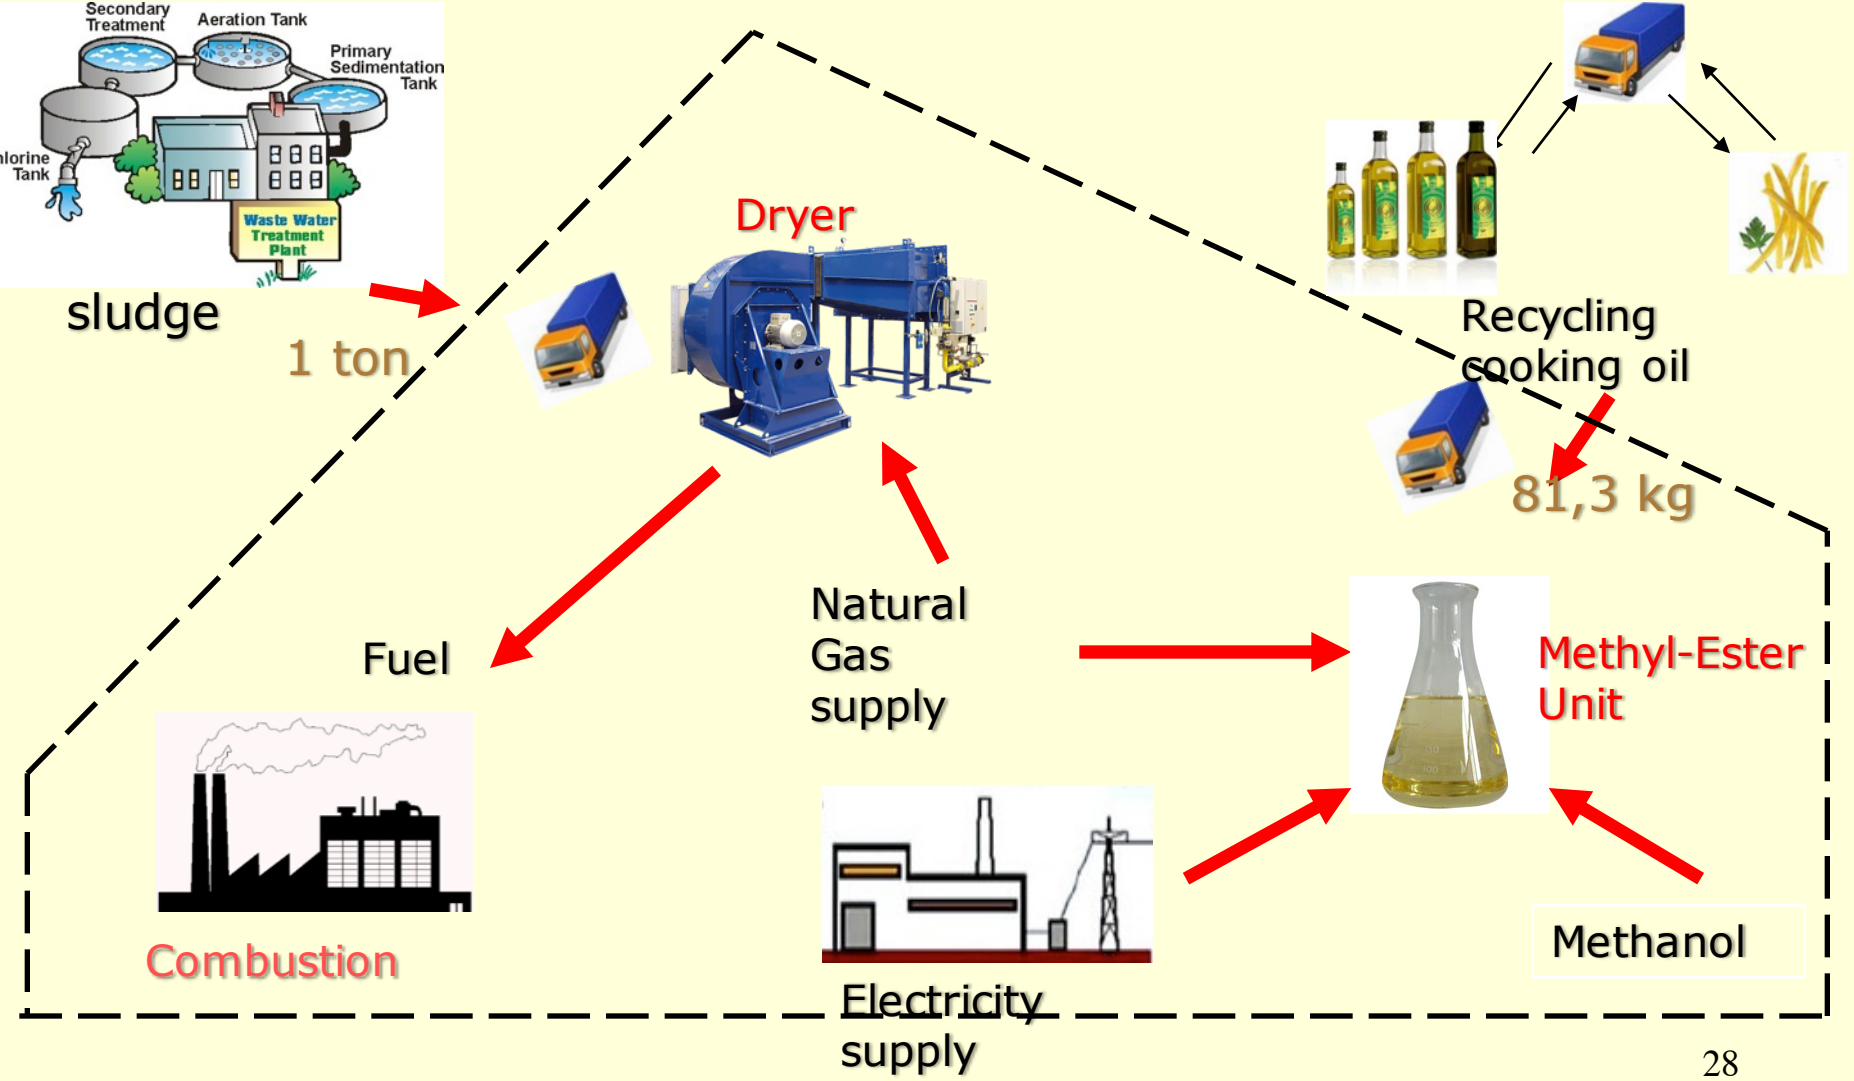 Secondary
Treatment
Aeration Tank
Primary
Sedimentation
Tank
hlorine
Tank
Waste Water
Treatment
Plant
sludge
1 ton
Dryer
Recycling
cooking oil
81,3 kg
Natural
Gas
supply
Fuel
Methyl-Ester
Unit
Combustion
Methanol
Electricity
supply
28